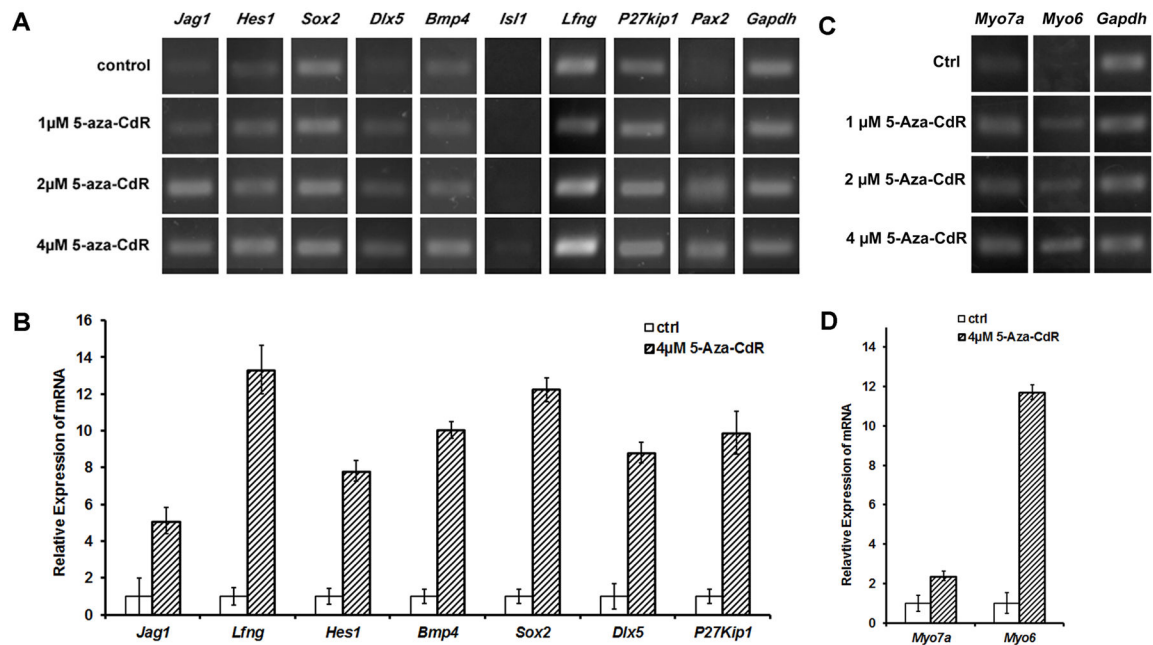 A
Jag1 Hes1 Sox2 Dlx5 Bmp4 Isl1 Lfng P27kip1 Pax2 Gapdh
control
1μM 5-aza-CdR
2μM 5-aza-CdR
4μM 5-aza-CdR
C
Myo7a Myo6 Gapdh
Ctrl
1 μM 5-Aza-CdR
2 μM 5-Aza-CdR
4 μM 5-Aza-CdR
B
Relative Expression of mRNA
16
14
12
10
8
6
4
2
0
ctrl
4μM 5-Aza-CdR
Jag1 Lfng Hes1 Bmp4 Sox2 Dlx5 P27Kip1
D
Relavtive Expression of mRNA
14
12
10
8
6
4
2
0
ctrl
4μM 5-Aza-CdR
Myo7a Myo6